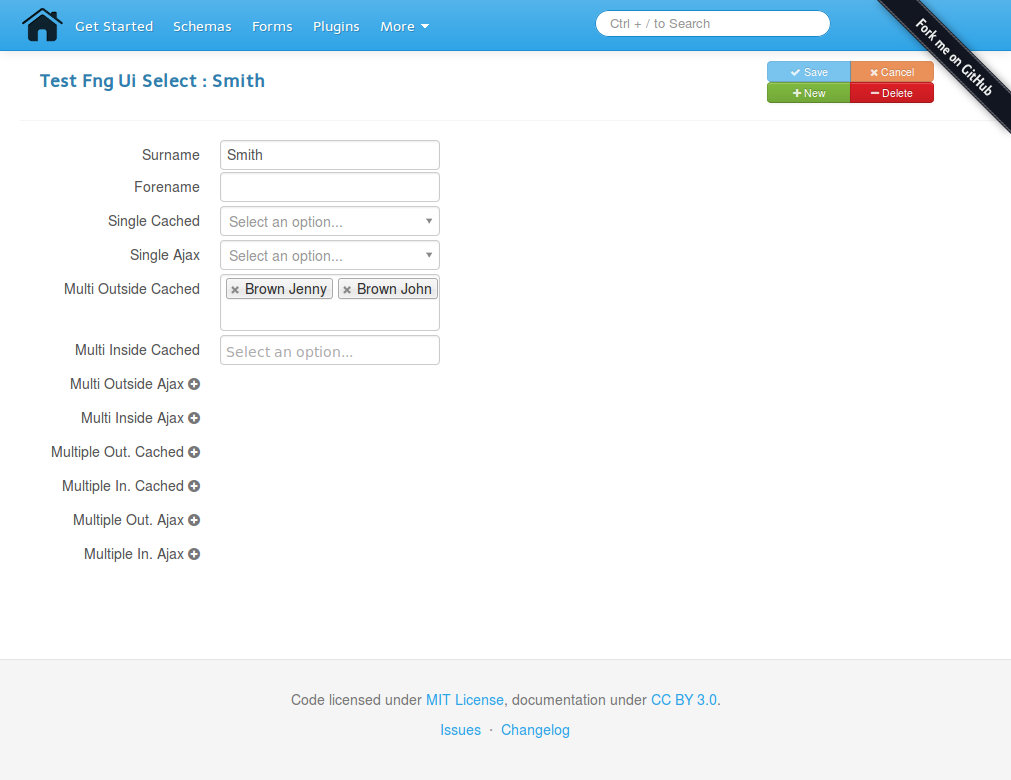 Get Started Schemas Forms Plugins More Ctrl + / to Search
Fork me on GitHub
Test Fng Ui Select : Smith
Save Cancel
New Delete
Surname Smith
Forename
Single Cached Select an option...
Single Ajax Select an option...
Multi Outside Cached Brown Jenny Brown John
Multi Inside Cached Select an option...
Multi Outside Ajax
Multi Inside Ajax
Multiple Out. Cached
Multiple In. Cached
Multiple Out. Ajax
Multiple In. Ajax
Code licensed under MIT License, documentation under CC BY 3.0.
Issues · Changelog